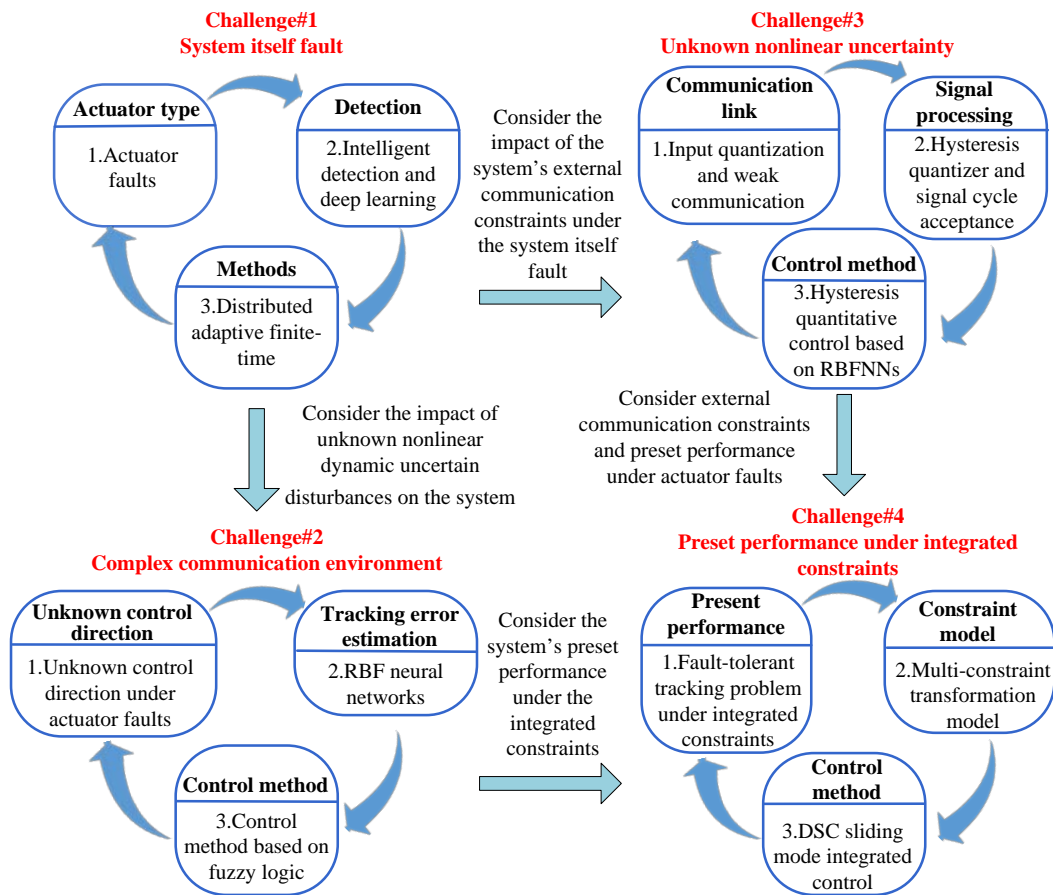 Challenge#1
System itself fault
Actuator type
1.Actuator
faults
Detection
2.Intelligent
detection and
deep learning
Methods
3.Distributed
adaptive finite-
time
Consider the
impact of the
system's external
communication
constraints under
the system itself
fault
Challenge#3
Unknown nonlinear uncertainty
Communication
link
1.Input quantization
and weak
communication
Signal
processing
2.Hysteresis
quantizer and
signal cycle
acceptance
Control method
3.Hysteresis
quantitative
control based
on RBFNNs
Consider the impact of
unknown nonlinear
dynamic uncertain
disturbances on the system
Consider external
communication constraints
and preset performance
under actuator faults
Challenge#2
Complex communication environment
Unknown control
direction
1.Unknown control
direction under
actuator faults
Tracking error
estimation
2.RBF neural
networks
Control method
3.Control
method based on
fuzzy logic
Consider the
system's preset
performance
under the
integrated
constraints
Challenge#4
Preset performance under integrated
constraints
Present
performance
1.Fault-tolerant
tracking problem
under integrated
constraints
Constraint
model
2.Multi-constraint
transformation
model
Control
method
3.DSC sliding
mode integrated
control